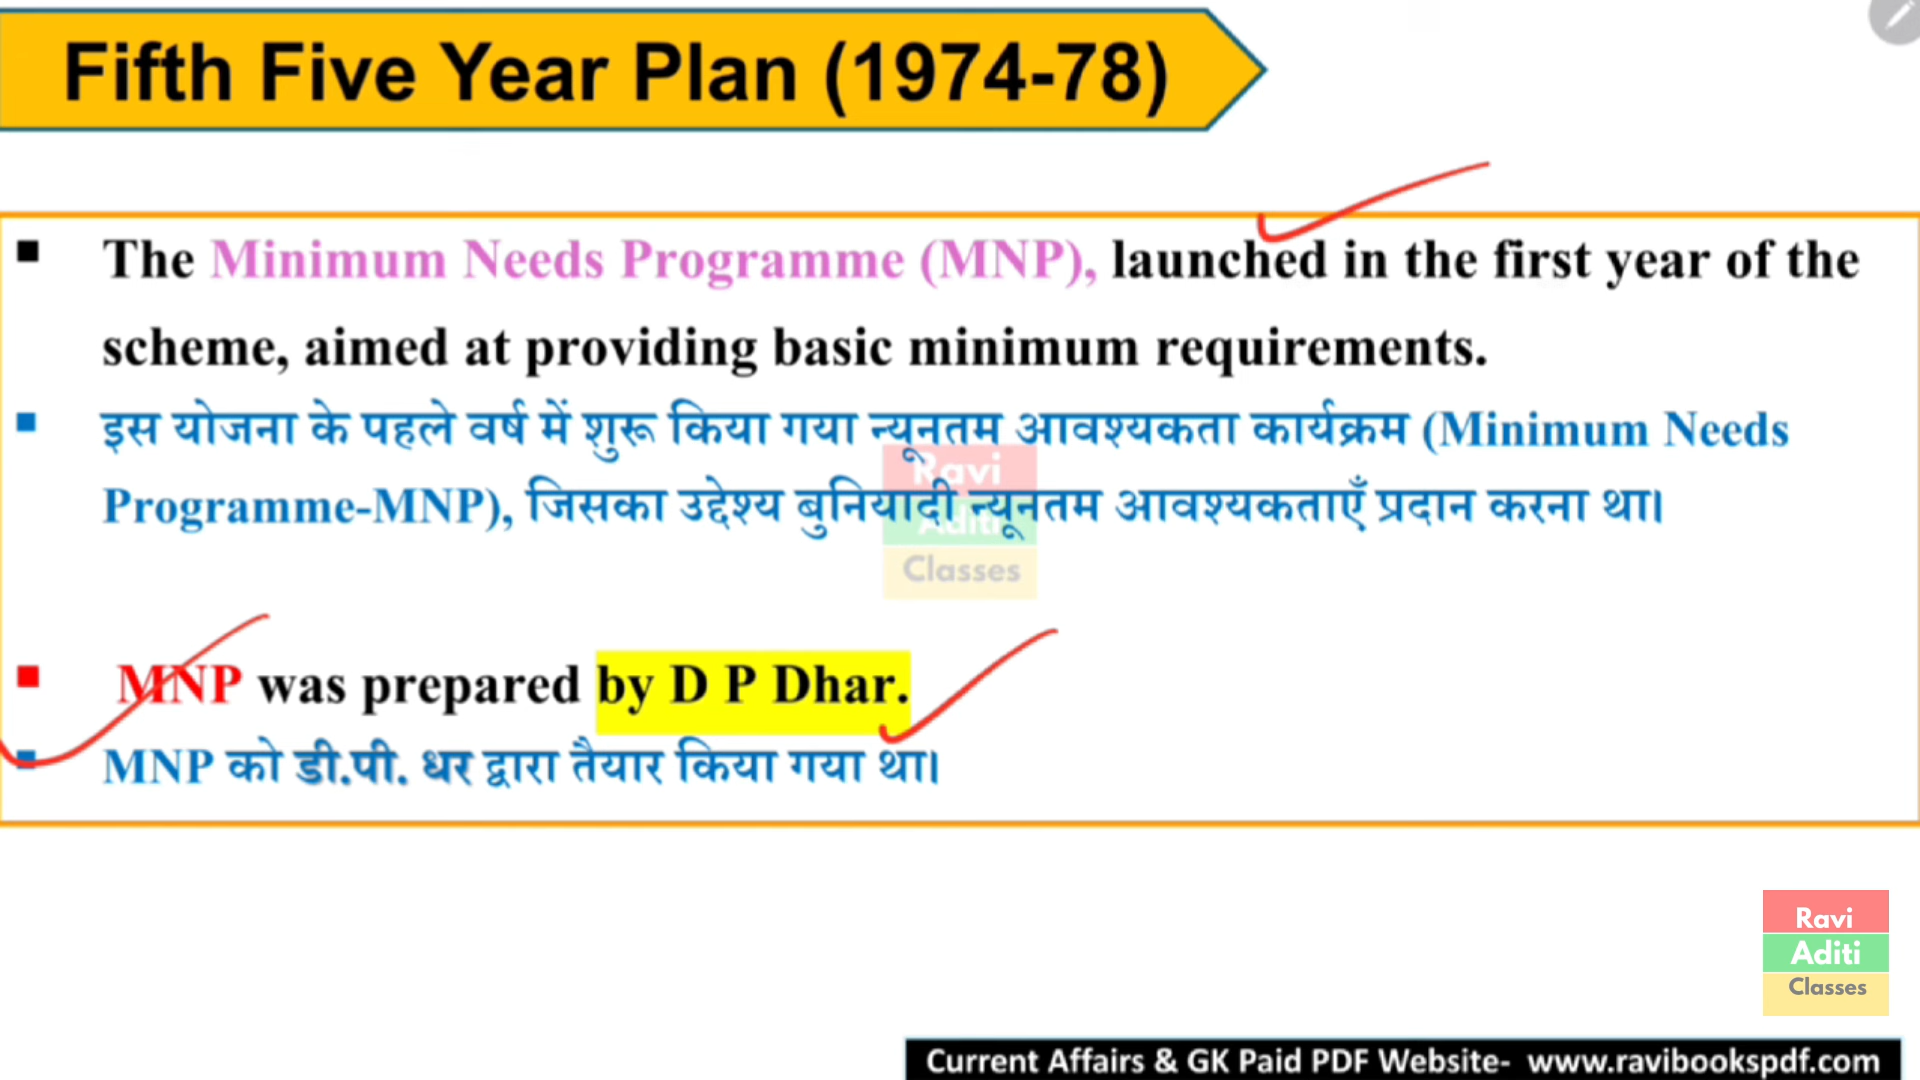 Fifth Five Year Plan (1974-78)
The Minimum Needs Programme (MNP), launched in the first year of the
scheme, aimed at providing basic minimum requirements.
इस योजना के पहले वर्ष में शुरू किया गया न्यूनतम आवश्यकता कार्यक्रम (Minimum Needs
Programme-MNP), जिसका उद्देश्य बुनियादी न्यूनतम आवश्यकताएँ प्रदान करना था।
Ravi
Aditi
Classes
MNP was prepared by D P Dhar.
MNP को डी.पी. धर द्वारा तैयार किया गया था।
Ravi
Aditi
Classes
Current Affairs & GK Paid PDF Website- www.ravibookspdf.com